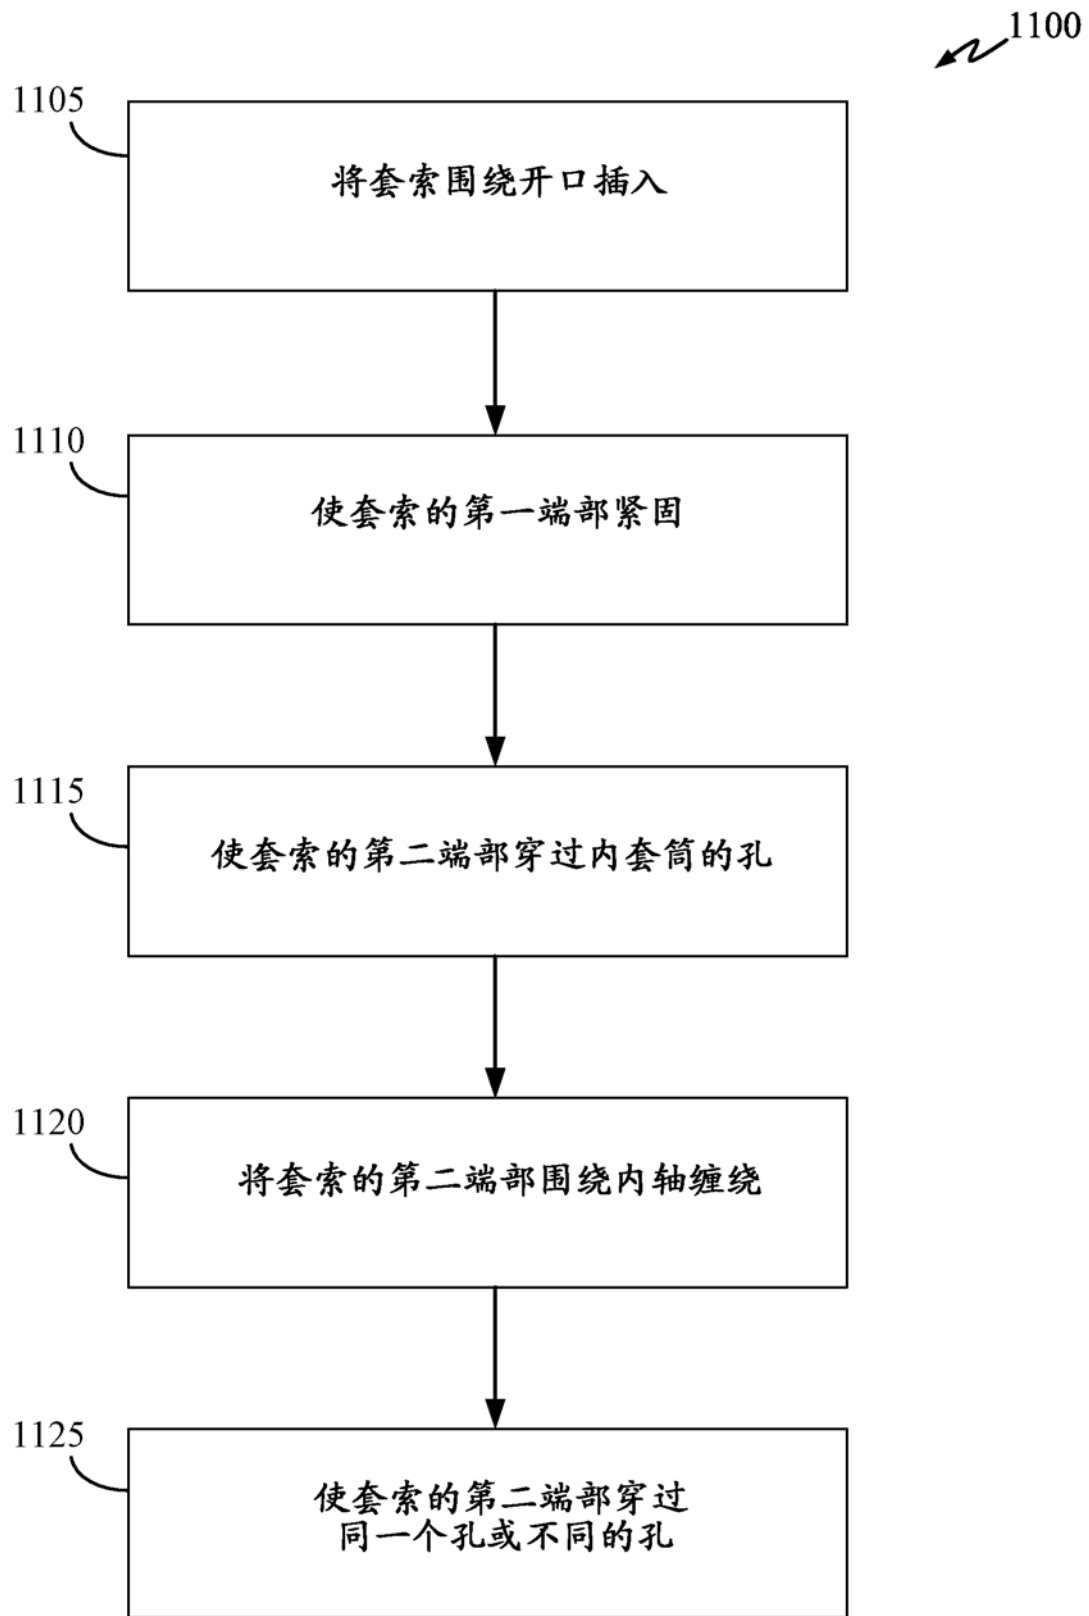 1100
1105
将套索围绕开口插入
1110
使套索的第一端部紧固
1115
使套索的第二端部穿过内套筒的孔
1120
将套索的第二端部围绕内轴缠绕
1125
使套索的第二端部穿过
同一个孔或不同的孔